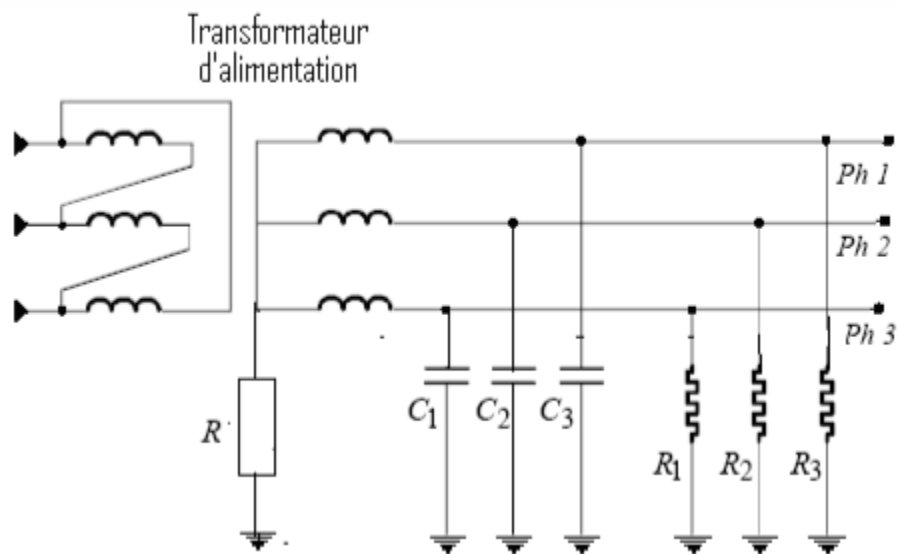 Transformateur
d'alimentation
Ph 1
Ph 2
Ph 3
R
C1
C2
C3
R1
R2
R3